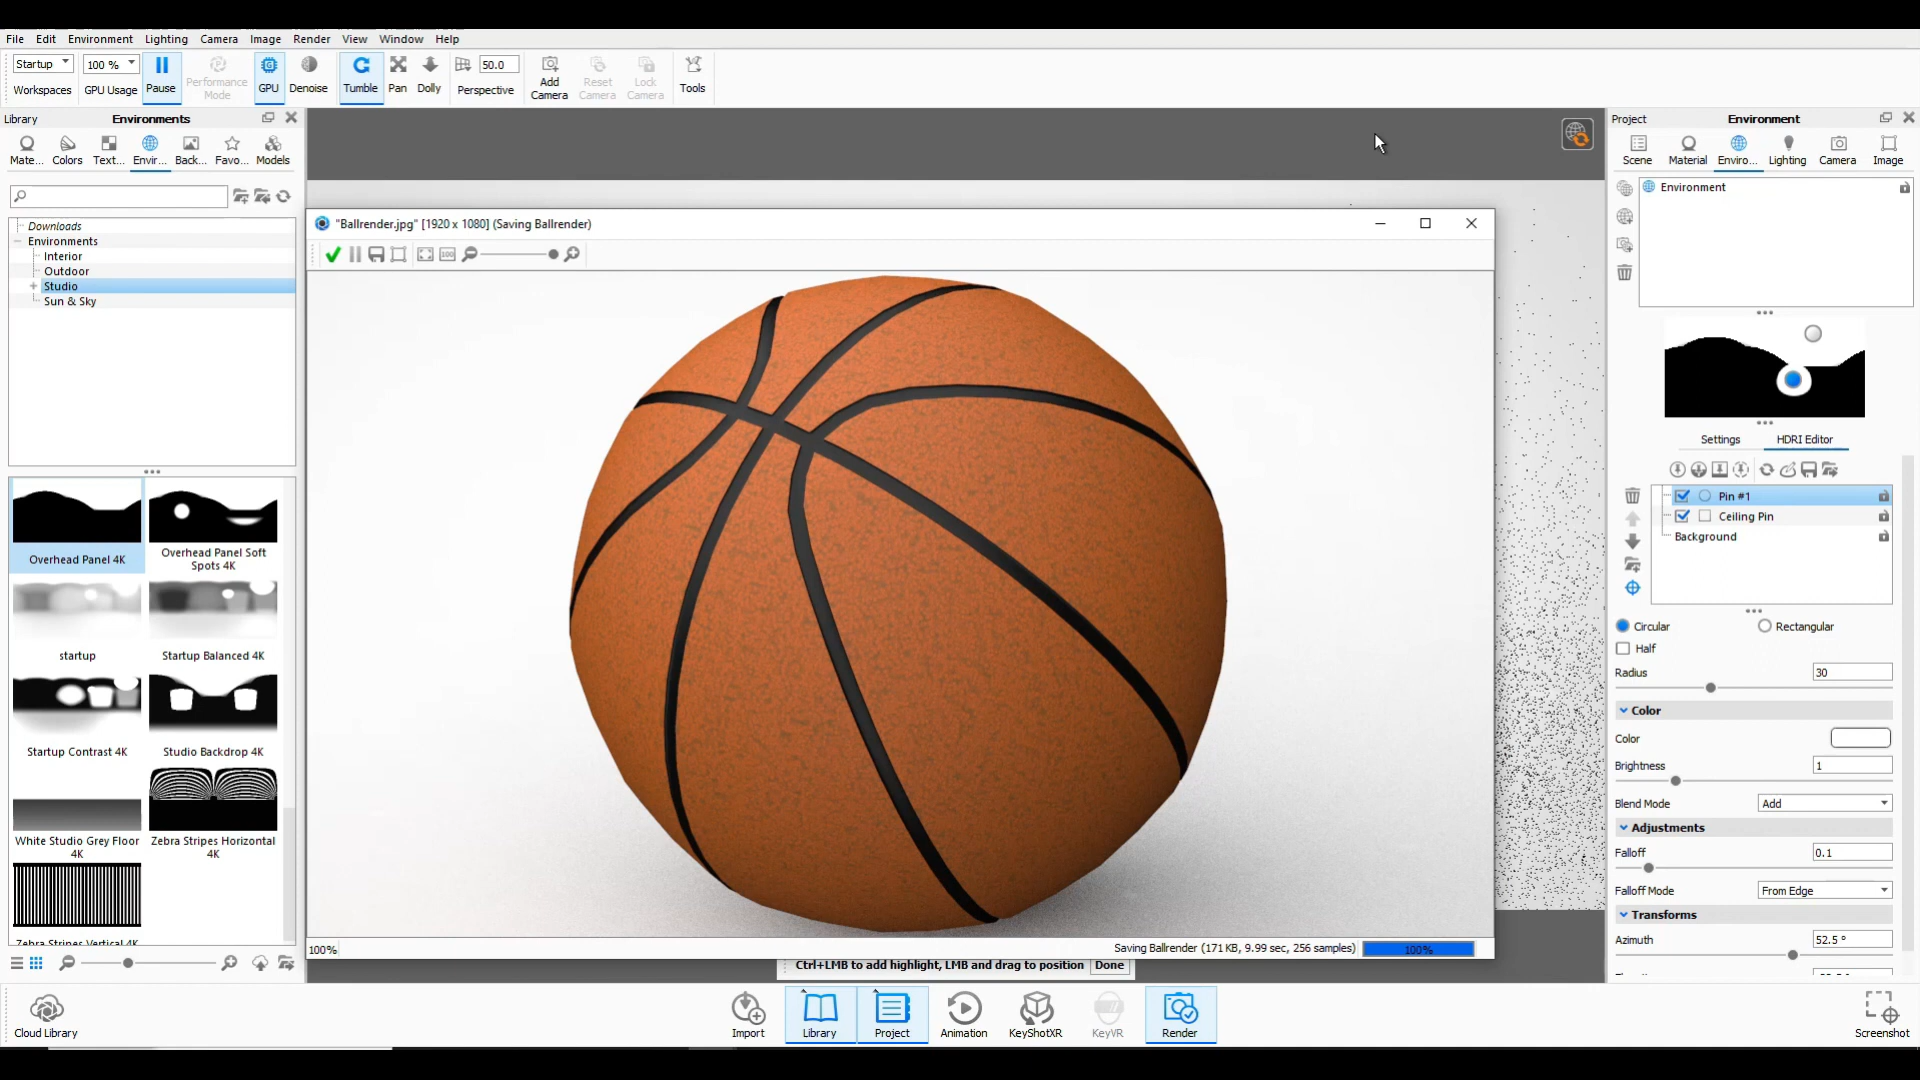 File Edit Environment Lighting Camera Image Render View Window Help
Startup 100 % 50.0
Workspaces GPU Usage Pause Performance Mode GPU Denoise Tumble Pan Dolly Perspective Add Camera Reset Camera Lock Camera Tools
Library Environments
Mate... Colors Text... Envir... Back... Favo... Models
Downloads
Environments
Interior
Outdoor
Studio
Sun & Sky
Overhead Panel 4K
Overhead Panel Soft
Spots 4K
startup
Startup Balanced 4K
Startup Contrast 4K
Studio Backdrop 4K
White Studio Grey Floor
4K
Zebra Stripes Horizontal
4K
Zebra Stripes Vertical 4K
"Ballrender.jpg" [1920 x 1080] (Saving Ballrender)
100
100%
Saving Ballrender (171 KB, 9.99 sec, 256 samples)
100%
Ctrl+LMB to add highlight, LMB and drag to position Done
Project Environment
Scene Material Enviro... Lighting Camera Image
Environment
Settings HDRI Editor
Pin #1
Ceiling Pin
Background
Circular Rectangular
Half
Radius 30
Color
Color
Brightness 1
Blend Mode Add
Adjustments
Falloff 0.1
Falloff Mode From Edge
Transforms
Azimuth 52.5 °
Cloud Library Import Library Project Animation KeyShotXR KeyVR Render Screenshot